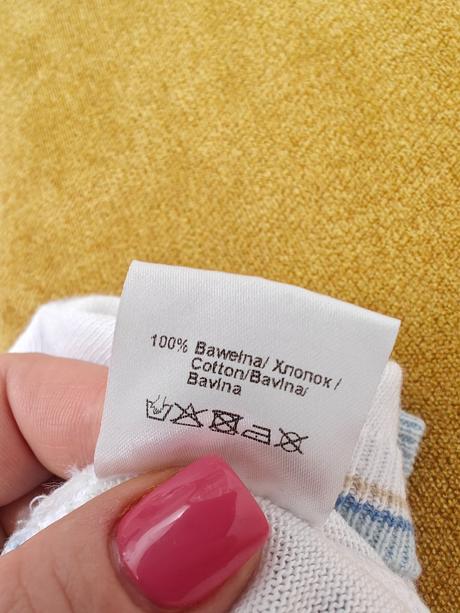 100% Bawełna/ Хлопок /
Cotton/Bavlna/
Bavlna